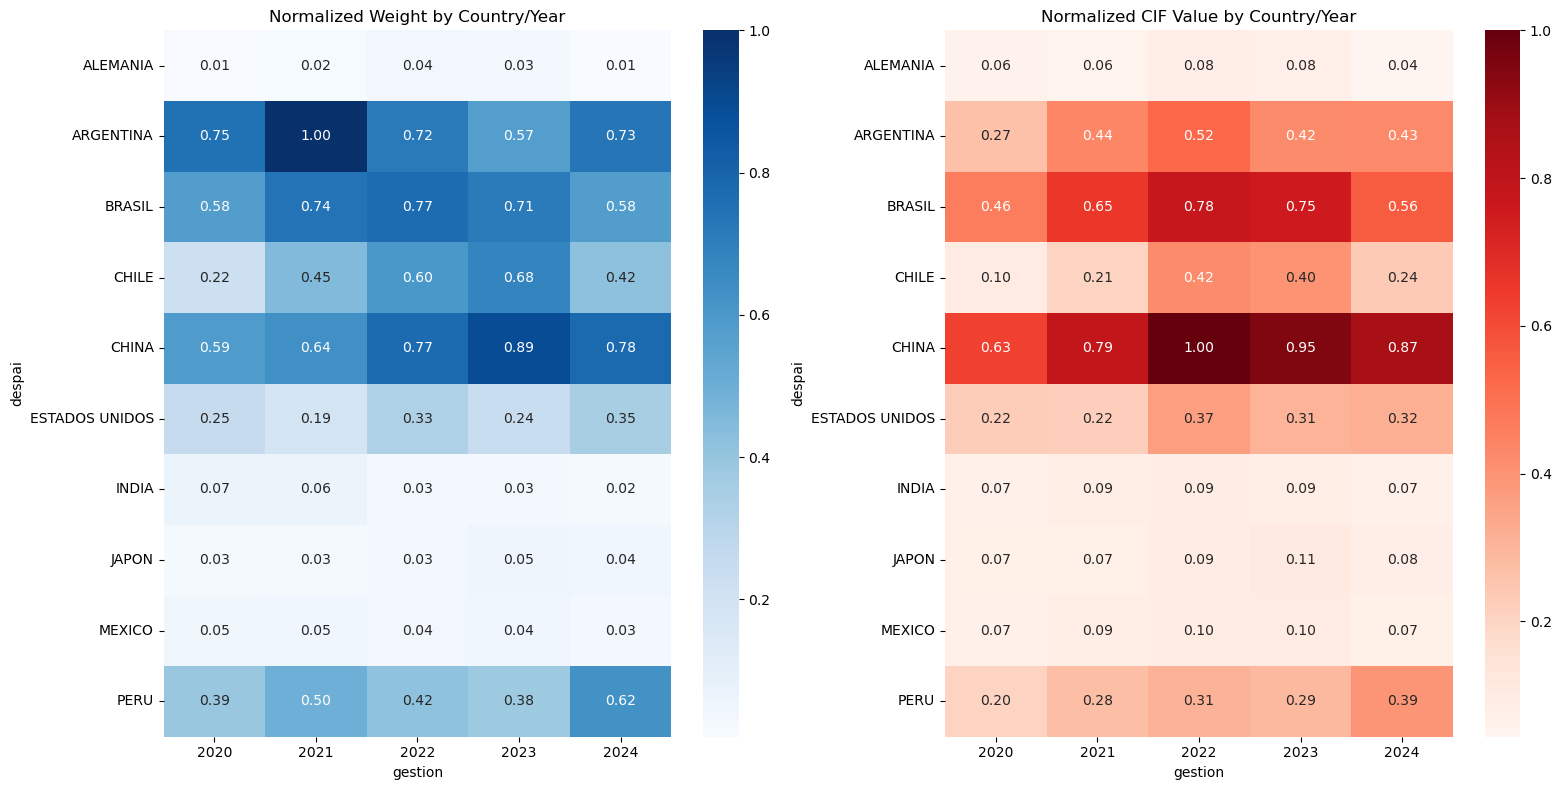 Normalized Weight by Country/Year
ALEMANIA 0.01 0.02 0.04 0.03 0.01
ARGENTINA 0.75 1.00 0.72 0.57 0.73
BRASIL 0.58 0.74 0.77 0.71 0.58
CHILE 0.22 0.45 0.60 0.68 0.42
CHINA 0.59 0.64 0.77 0.89 0.78
ESTADOS UNIDOS 0.25 0.19 0.33 0.24 0.35
INDIA 0.07 0.06 0.03 0.03 0.02
JAPON 0.03 0.03 0.03 0.05 0.04
MEXICO 0.05 0.05 0.04 0.04 0.03
PERU 0.39 0.50 0.42 0.38 0.62
2020 2021 2022 2023 2024
gestion
despai
1.0
0.8
0.6
0.4
0.2
Normalized CIF Value by Country/Year
ALEMANIA 0.06 0.06 0.08 0.08 0.04
ARGENTINA 0.27 0.44 0.52 0.42 0.43
BRASIL 0.46 0.65 0.78 0.75 0.56
CHILE 0.10 0.21 0.42 0.40 0.24
CHINA 0.63 0.79 1.00 0.95 0.87
ESTADOS UNIDOS 0.22 0.22 0.37 0.31 0.32
INDIA 0.07 0.09 0.09 0.09 0.07
JAPON 0.07 0.07 0.09 0.11 0.08
MEXICO 0.07 0.09 0.10 0.10 0.07
PERU 0.20 0.28 0.31 0.29 0.39
2020 2021 2022 2023 2024
gestion
despai
1.0
0.8
0.6
0.4
0.2